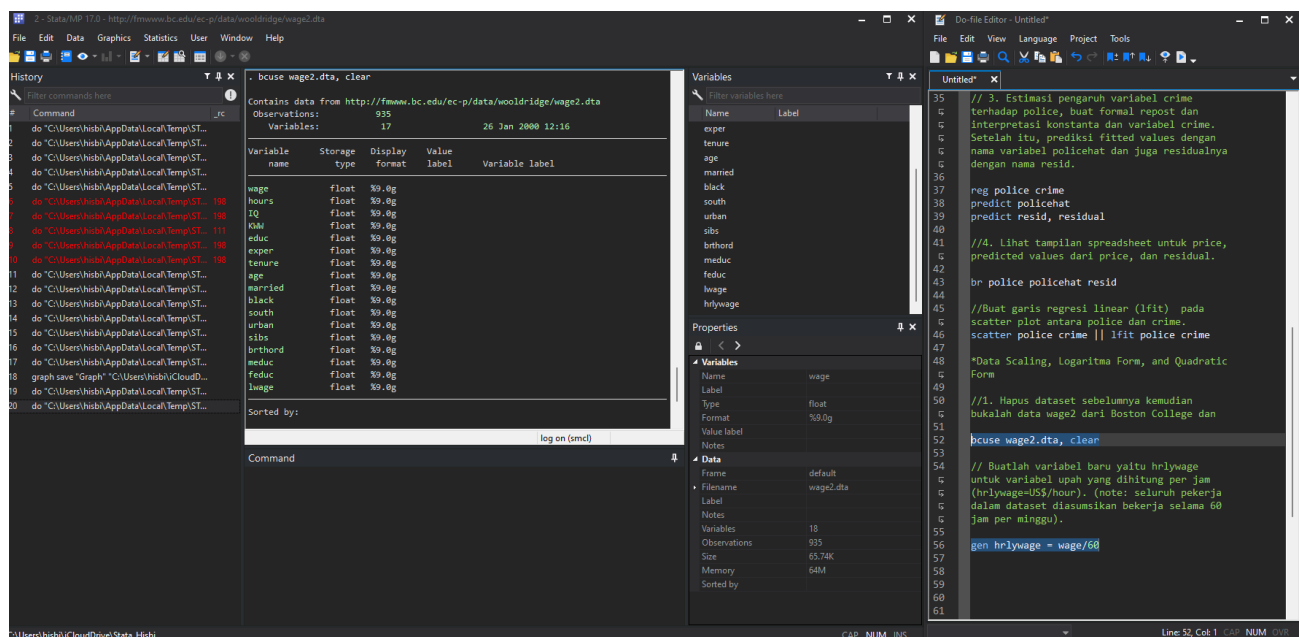 2 - Stata/MP 17.0 - http://fmwww.bc.edu/ec-p/data/wooldridge/wage2.dta
File Edit Data Graphics Statistics User Window Help
History
Filter commands here
# Command _rc
1 do "C:\Users\hisbi\AppData\Local\Temp\ST...
2 do "C:\Users\hisbi\AppData\Local\Temp\ST...
3 do "C:\Users\hisbi\AppData\Local\Temp\ST...
4 do "C:\Users\hisbi\AppData\Local\Temp\ST...
5 do "C:\Users\hisbi\AppData\Local\Temp\ST...
6 do "C:\Users\hisbi\AppData\Local\Temp\ST... 198
7 do "C:\Users\hisbi\AppData\Local\Temp\ST... 198
8 do "C:\Users\hisbi\AppData\Local\Temp\ST... 111
9 do "C:\Users\hisbi\AppData\Local\Temp\ST... 198
10 do "C:\Users\hisbi\AppData\Local\Temp\ST... 198
11 do "C:\Users\hisbi\AppData\Local\Temp\ST...
12 do "C:\Users\hisbi\AppData\Local\Temp\ST...
13 do "C:\Users\hisbi\AppData\Local\Temp\ST...
14 do "C:\Users\hisbi\AppData\Local\Temp\ST...
15 do "C:\Users\hisbi\AppData\Local\Temp\ST...
16 do "C:\Users\hisbi\AppData\Local\Temp\ST...
17 do "C:\Users\hisbi\AppData\Local\Temp\ST...
18 graph save "Graph" "C:\Users\hisbi\iCloudD...
19 do "C:\Users\hisbi\AppData\Local\Temp\ST...
20 do "C:\Users\hisbi\AppData\Local\Temp\ST...
. bcuse wage2.dta, clear
Contains data from http://fmwww.bc.edu/ec-p/data/wooldridge/wage2.dta
Observations: 935
Variables: 17 26 Jan 2000 12:16
Variable Storage Display Value
name type format label Variable label
wage float %9.0g
hours float %9.0g
IQ float %9.0g
KWW float %9.0g
educ float %9.0g
exper float %9.0g
tenure float %9.0g
age float %9.0g
married float %9.0g
black float %9.0g
south float %9.0g
urban float %9.0g
sibs float %9.0g
brthord float %9.0g
meduc float %9.0g
feduc float %9.0g
lwage float %9.0g
Sorted by:
log on (smcl)
Command
Variables
Filter variables here
Name Label
exper
tenure
age
married
black
south
urban
sibs
brthord
meduc
feduc
lwage
hrlywage
Properties
Variables
Name wage
Label
Type float
Format %9.0g
Value label
Notes
Data
Frame default
Filename wage2.dta
Label
Notes
Variables 18
Observations 935
Size 65.74K
Memory 64M
Sorted by
C:\Users\hisbi\iCloudDrive\Stata_Hisbi
CAP NUM INS
Do-file Editor - Untitled*
File Edit View Language Project Tools
Untitled*
35 // 3. Estimasi pengaruh variabel crime
terhadap police, buat formal repost dan
interpretasi konstanta dan variabel crime.
Setelah itu, prediksi fitted values dengan
nama variabel policehat dan juga residualnya
dengan nama resid.
36
37 reg police crime
38 predict policehat
39 predict resid, residual
40
41 //4. Lihat tampilan spreadsheet untuk price,
predicted values dari price, dan residual.
42
43 br police policehat resid
44
45 //Buat garis regresi linear (lfit) pada
scatter plot antara police dan crime.
46 scatter police crime || lfit police crime
47
48 *Data Scaling, Logaritma Form, and Quadratic
Form
49
50 //1. Hapus dataset sebelumnya kemudian
bukalah data wage2 dari Boston College dan
51
52 bcuse wage2.dta, clear
53
54 // Buatlah variabel baru yaitu hrlywage
untuk variabel upah yang dihitung per jam
(hrlywage=US$/hour). (note: seluruh pekerja
dalam dataset diasumsikan bekerja selama 60
jam per minggu).
55
56 gen hrlywage = wage/60
57
58
59
60
61
Line: 52, Col: 1 CAP NUM OVR